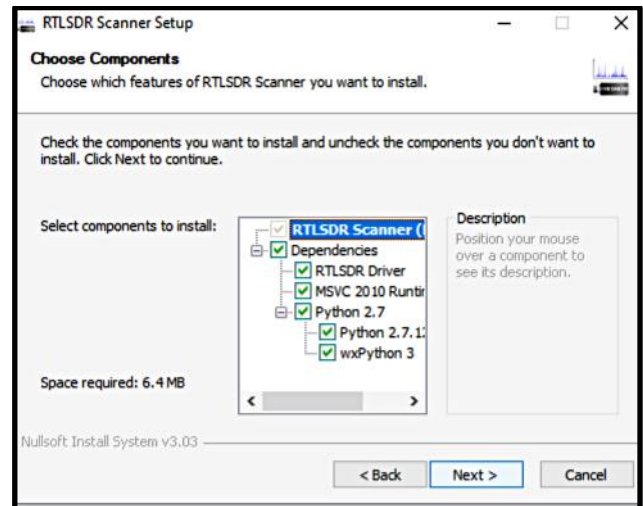 RTLSDR Scanner Setup
Choose Components
Choose which features of RTLSDR Scanner you want to install.
Check the components you want to install and uncheck the components you don't want to
install. Click Next to continue.
Select components to install:
RTLSDR Scanner (
Dependencies
RTLSDR Driver
MSVC 2010 Runtir
Python 2.7
Python 2.7.1
wxPython 3
Description
Position your mouse
over a component to
see its description.
Space required: 6.4 MB
Nullsoft Install System v3.03
< Back
Next >
Cancel